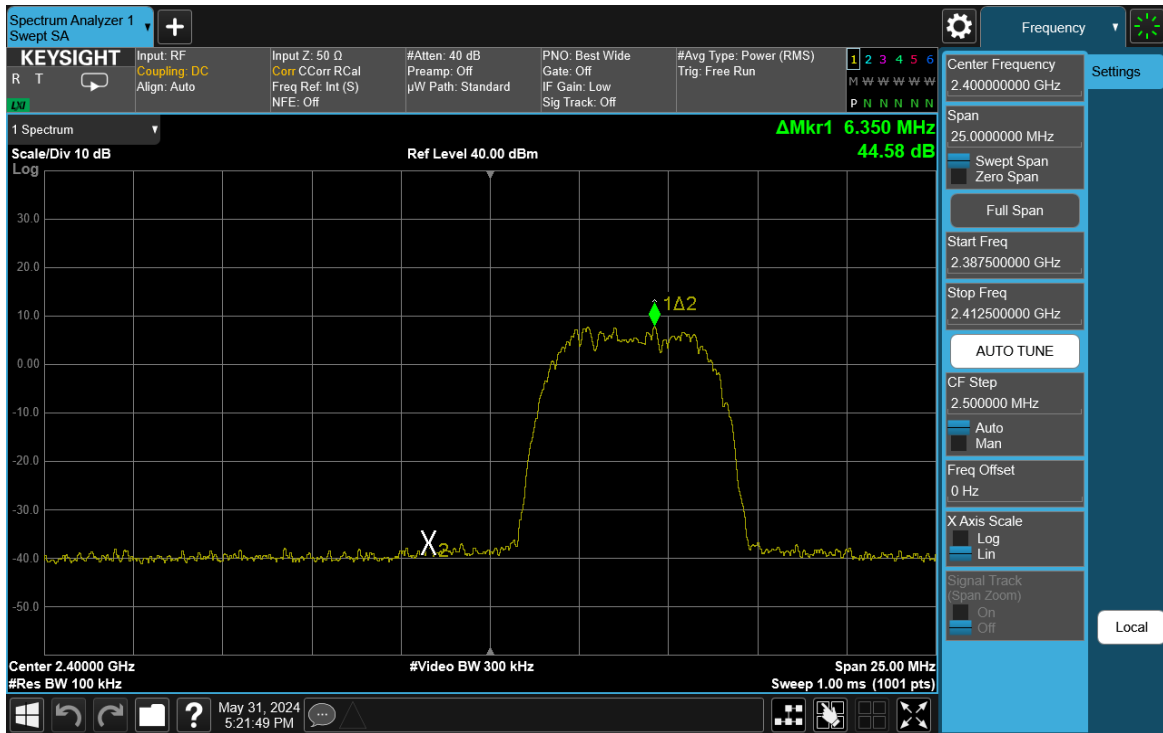 Spectrum Analyzer 1
Swept SA
Frequency
KEYSIGHT
R T
LXI
Input: RF
Coupling: DC
Align: Auto
Input Z: 50 Ω
Corr CCorr RCal
Freq Ref: Int (S)
NFE: Off
#Atten: 40 dB
Preamp: Off
µW Path: Standard
PNO: Best Wide
Gate: Off
IF Gain: Low
Sig Track: Off
#Avg Type: Power (RMS)
Trig: Free Run
1 2 3 4 5 6
M W W W W W
P N N N N N
1 Spectrum
ΔMkr1 6.350 MHz
44.58 dB
Scale/Div 10 dB
Ref Level 40.00 dBm
Log
30.0
20.0
10.0
0.00
-10.0
-20.0
-30.0
-40.0
-50.0
1Δ2
X2
Center 2.40000 GHz
#Video BW 300 kHz
Span 25.00 MHz
#Res BW 100 kHz
Sweep 1.00 ms (1001 pts)
May 31, 2024
5:21:49 PM
Center Frequency
2.400000000 GHz
Settings
Span
25.0000000 MHz
Swept Span
Zero Span
Full Span
Start Freq
2.387500000 GHz
Stop Freq
2.412500000 GHz
AUTO TUNE
CF Step
2.500000 MHz
Auto
Man
Freq Offset
0 Hz
X Axis Scale
Log
Lin
Signal Track
(Span Zoom)
On
Off
Local